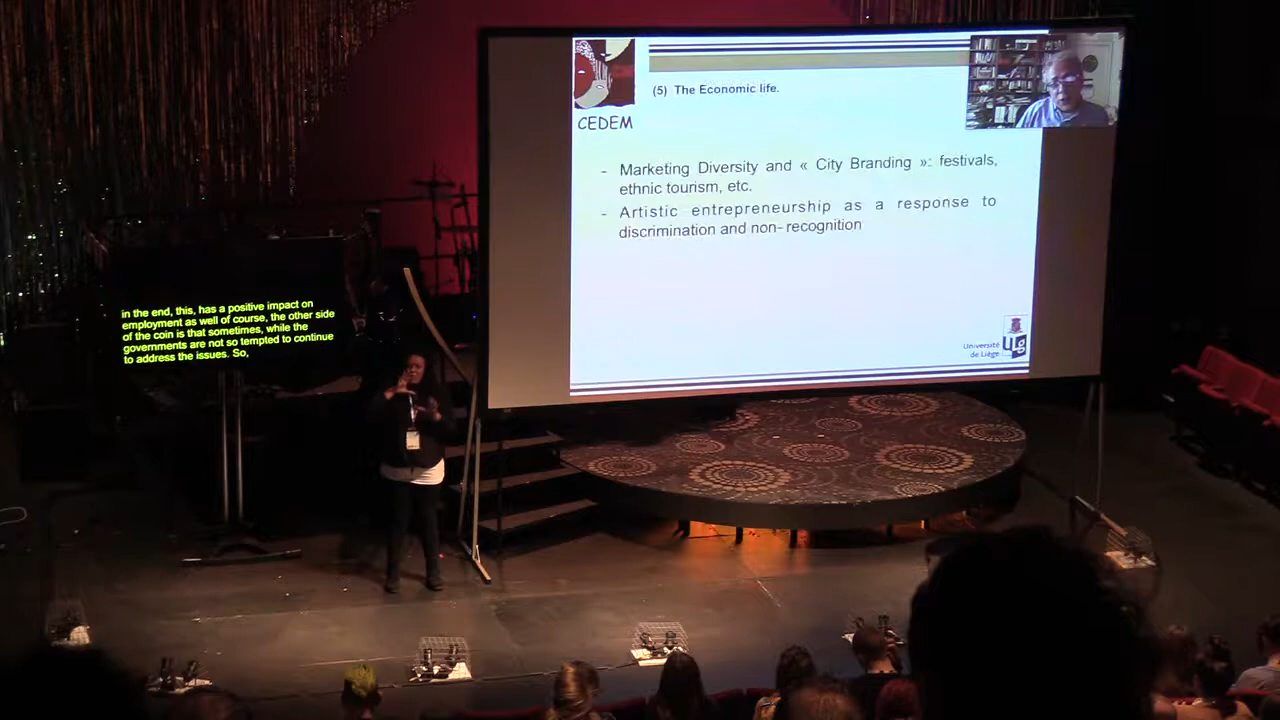 (5) The Economic life.
CEDEM
- Marketing Diversity and « City Branding »: festivals,
ethnic tourism, etc.
- Artistic entrepreneurship as a response to
discrimination and non-recognition
Université
de Liège
in the end, this, has a positive impact on
employment as well of course, the other side
of the coin is that sometimes, while the
governments are not so tempted to continue
to address the issues. So,